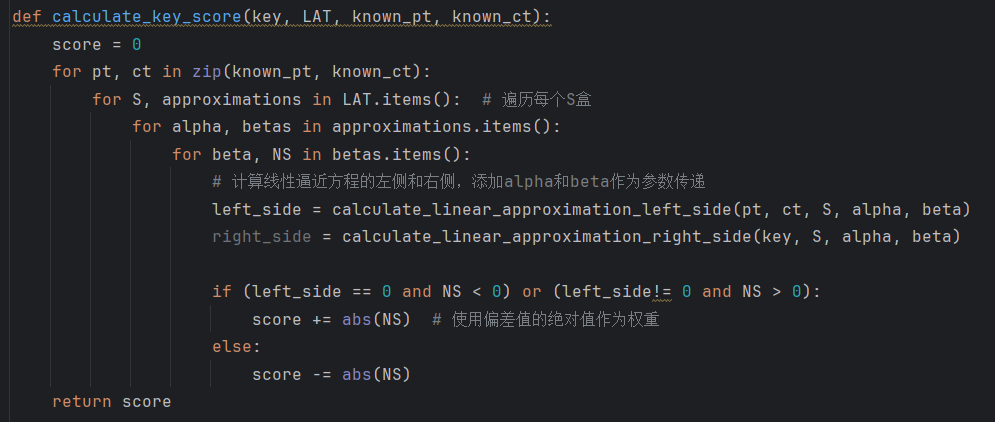 def calculate_key_score(key, LAT, known_pt, known_ct):
    score = 0
    for pt, ct in zip(known_pt, known_ct):
        for S, approximations in LAT.items():  # 遍历每个S盒
            for alpha, betas in approximations.items():
                for beta, NS in betas.items():
                    # 计算线性逼近方程的左侧和右侧，添加alpha和beta作为参数传递
                    left_side = calculate_linear_approximation_left_side(pt, ct, S, alpha, beta)
                    right_side = calculate_linear_approximation_right_side(key, S, alpha, beta)
                    if (left_side == 0 and NS < 0) or (left_side!= 0 and NS > 0):
                        score += abs(NS)  # 使用偏差值的绝对值作为权重
                    else:
                        score -= abs(NS)
    return score